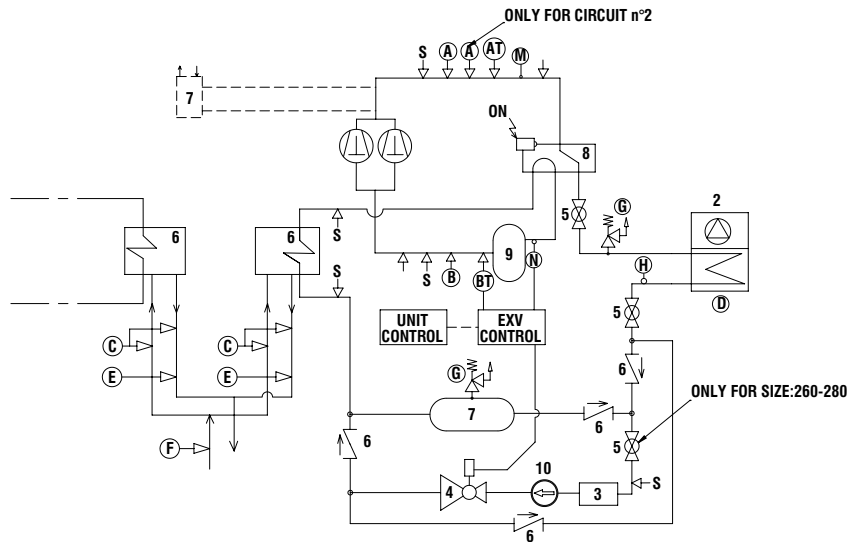 ONLY FOR CIRCUIT n°2
S A A AT M
7
ON
8
2
5 G
6 6 S
9
S
S B BT N
H
D
UNIT CONTROL
EXV CONTROL
5
C C
G
6
E E
7
ONLY FOR SIZE:260-280
6 6
5
F
10
4 3 S
6